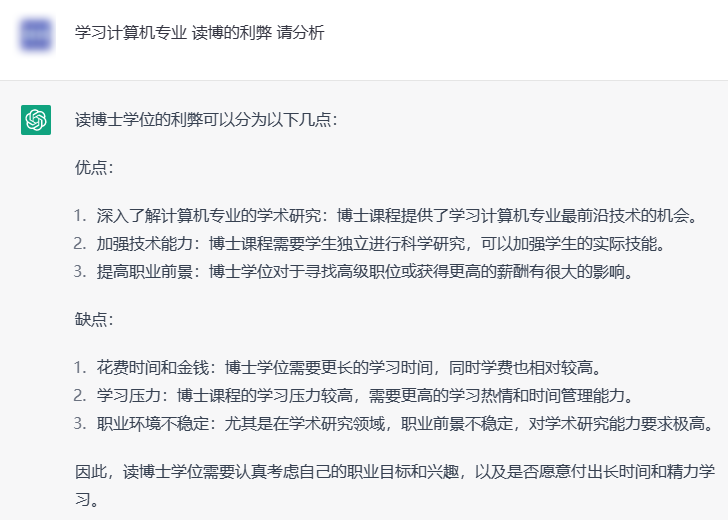 学习计算机专业 读博的利弊 请分析
读博士学位的利弊可以分为以下几点：
优点：
1. 深入了解计算机专业的学术研究：博士课程提供了学习计算机专业最前沿技术的机会。
2. 加强技术能力：博士课程需要学生独立进行科学研究，可以加强学生的实际技能。
3. 提高职业前景：博士学位对于寻找高级职位或获得更高的薪酬有很大的影响。
缺点：
1. 花费时间和金钱：博士学位需要更长的学习时间，同时学费也相对较高。
2. 学习压力：博士课程的学习压力较高，需要更高的学习热情和时间管理能力。
3. 职业环境不稳定：尤其是在学术研究领域，职业前景不稳定，对学术研究能力要求极高。
因此，读博士学位需要认真考虑自己的职业目标和兴趣，以及是否愿意付出长时间和精力学
习。